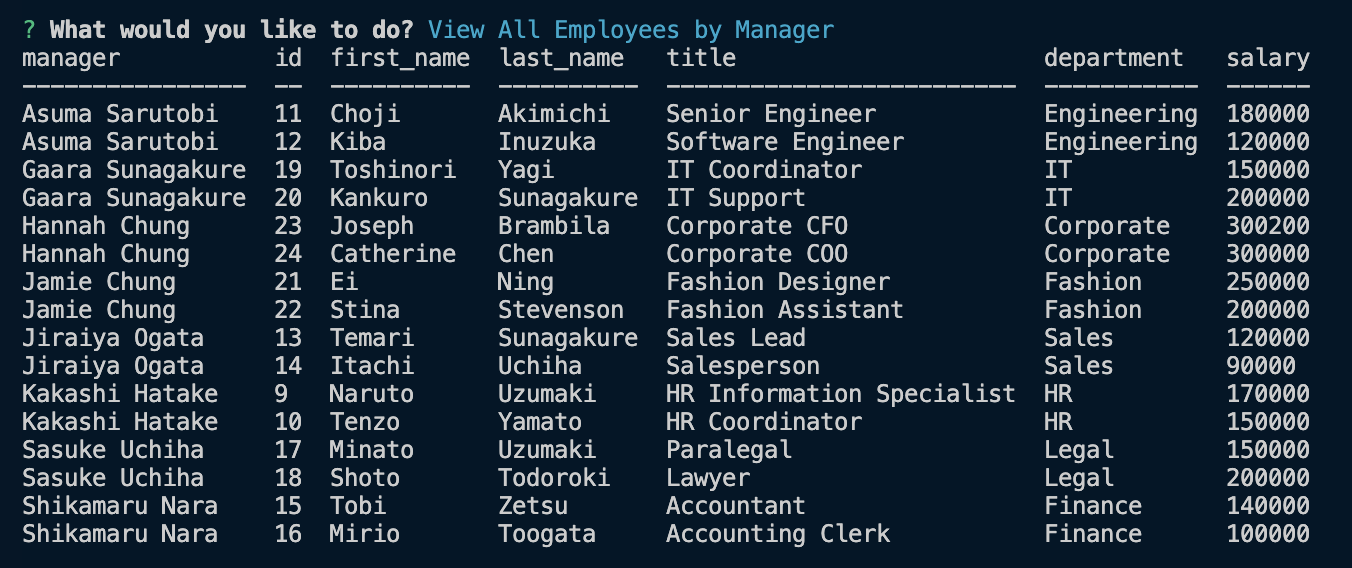 ? What would you like to do? View All Employees by Manager
manager           id  first_name  last_name   title                      department   salary
----------------  --  ----------  ----------  -------------------------  -----------  ------
Asuma Sarutobi    11  Choji       Akimichi    Senior Engineer            Engineering  180000
Asuma Sarutobi    12  Kiba        Inuzuka     Software Engineer          Engineering  120000
Gaara Sunagakure  19  Toshinori   Yagi        IT Coordinator             IT           150000
Gaara Sunagakure  20  Kankuro     Sunagakure  IT Support                 IT           200000
Hannah Chung      23  Joseph      Brambila    Corporate CFO              Corporate    300200
Hannah Chung      24  Catherine   Chen        Corporate COO              Corporate    300000
Jamie Chung       21  Ei          Ning        Fashion Designer           Fashion      250000
Jamie Chung       22  Stina       Stevenson   Fashion Assistant          Fashion      200000
Jiraiya Ogata     13  Temari      Sunagakure  Sales Lead                 Sales        120000
Jiraiya Ogata     14  Itachi      Uchiha      Salesperson                Sales        90000
Kakashi Hatake    9   Naruto      Uzumaki     HR Information Specialist  HR           170000
Kakashi Hatake    10  Tenzo       Yamato      HR Coordinator             HR           150000
Sasuke Uchiha     17  Minato      Uzumaki     Paralegal                  Legal        150000
Sasuke Uchiha     18  Shoto       Todoroki    Lawyer                     Legal        200000
Shikamaru Nara    15  Tobi        Zetsu       Accountant                 Finance      140000
Shikamaru Nara    16  Mirio       Toogata     Accounting Clerk           Finance      100000